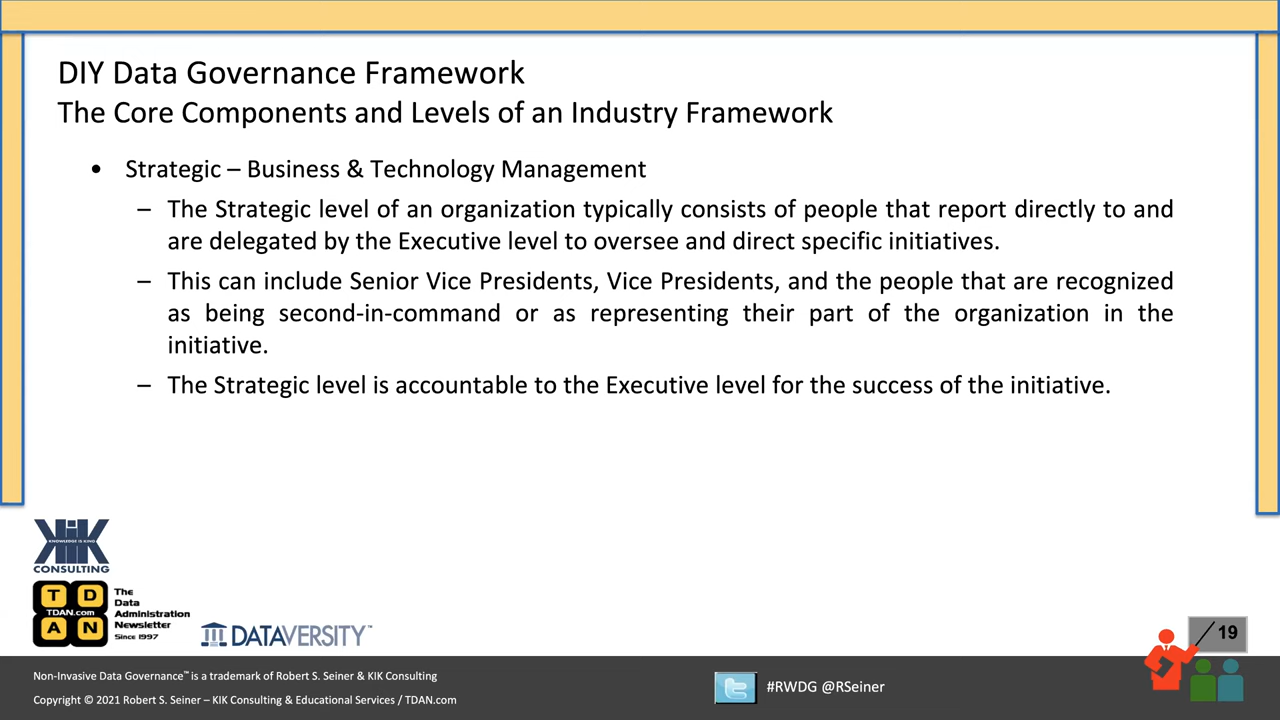 DIY Data Governance Framework
The Core Components and Levels of an Industry Framework
• Strategic – Business & Technology Management
– The Strategic level of an organization typically consists of people that report directly to and
are delegated by the Executive level to oversee and direct specific initiatives.
– This can include Senior Vice Presidents, Vice Presidents, and the people that are recognized
as being second-in-command or as representing their part of the organization in the
initiative.
– The Strategic level is accountable to the Executive level for the success of the initiative.
KIK
KNOWLEDGE IS KING
CONSULTING
T D
TDAN.com
A N
The
Data
Administration
Newsletter
Since 1997
DATAVERSITY™
19
Non-Invasive Data Governance™ is a trademark of Robert S. Seiner & KIK Consulting
Copyright © 2021 Robert S. Seiner – KIK Consulting & Educational Services / TDAN.com
#RWDG @RSeiner